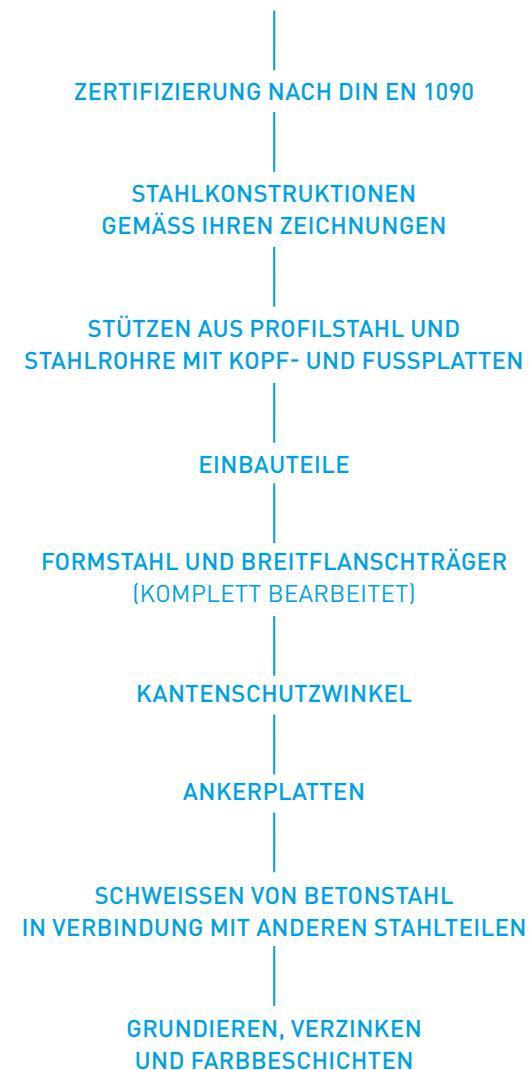 ZERTIFIZIERUNG NACH DIN EN 1090
STAHLKONSTRUKTIONEN
GEMÄSS IHREN ZEICHNUNGEN
STÜTZEN AUS PROFILSTAHL UND
STAHLROHRE MIT KOPF- UND FUSSPLATTEN
EINBAUTEILE
FORMSTAHL UND BREITFLANSCHTRÄGER
(KOMPLETT BEARBEITET)
KANTENSCHUTZWINKEL
ANKERPLATTEN
SCHWEISSEN VON BETONSTAHL
IN VERBINDUNG MIT ANDEREN STAHLTEILEN
GRUNDIEREN, VERZINKEN
UND FARBBESCHICHTEN